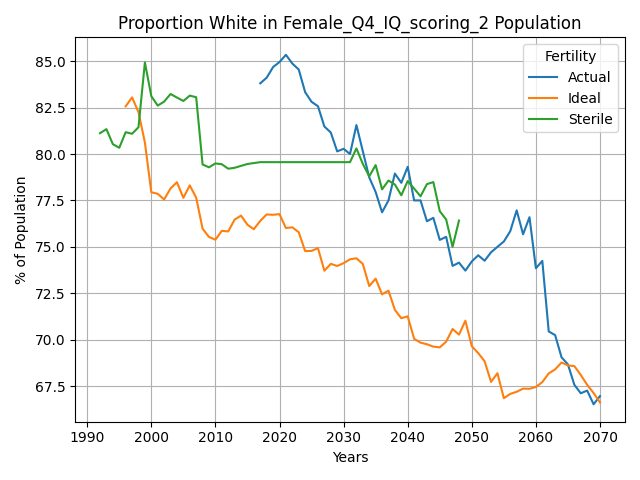 Proportion White in Female_Q4_IQ_scoring_2 Population
Fertility
Actual
Ideal
Sterile
% of Population
85.0
82.5
80.0
77.5
75.0
72.5
70.0
67.5
1990 2000 2010 2020 2030 2040 2050 2060 2070
Years